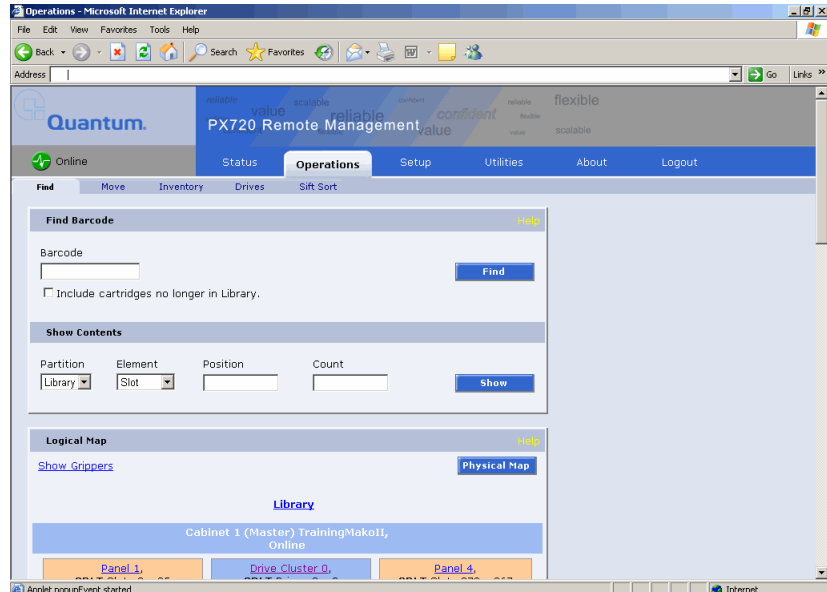 Operations - Microsoft Internet Explorer
File Edit View Favorites Tools Help
Back Search Favorites
Address Go Links »
reliable value scalable reliable confident value confident reliable flexible value flexible scalable
Quantum. PX720 Remote Management
Online Status Operations Setup Utilities About Logout
Find Move Inventory Drives Sift Sort
Find Barcode Help
Barcode
Find
Include cartridges no longer in Library.
Show Contents
Partition Element Position Count
Library Slot Show
Logical Map Help
Show Grippers Physical Map
Library
Cabinet 1 (Master) TrainingMakoII,
Online
Panel 1, Drive Cluster 0, Panel 4,
Applet popupEvent started Internet